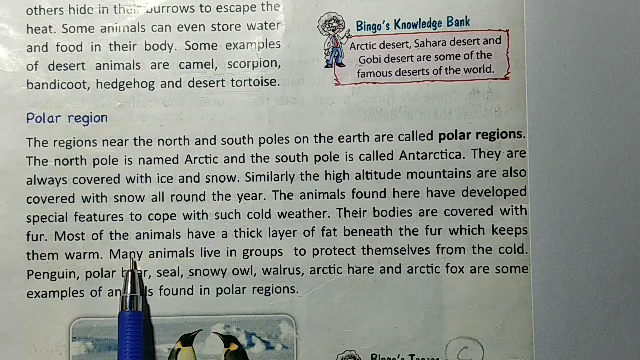 others hide in their burrows to escape the
heat. Some animals can even store water
and food in their body. Some examples
of desert animals are camel, scorpion,
bandicoot, hedgehog and desert tortoise.
Bingo's Knowledge Bank
Arctic desert, Sahara desert and
Gobi desert are some of the
famous deserts of the world.
Polar region
The regions near the north and south poles on the earth are called polar regions.
The north pole is named Arctic and the south pole is called Antarctica. They are
always covered with ice and snow. Similarly the high altitude mountains are also
covered with snow all round the year. The animals found here have developed
special features to cope with such cold weather. Their bodies are covered with
fur. Most of the animals have a thick layer of fat beneath the fur which keeps
them warm. Many animals live in groups to protect themselves from the cold.
Penguin, polar bear, seal, snowy owl, walrus, arctic hare and arctic fox are some
examples of animals found in polar regions.
Bingo's
C